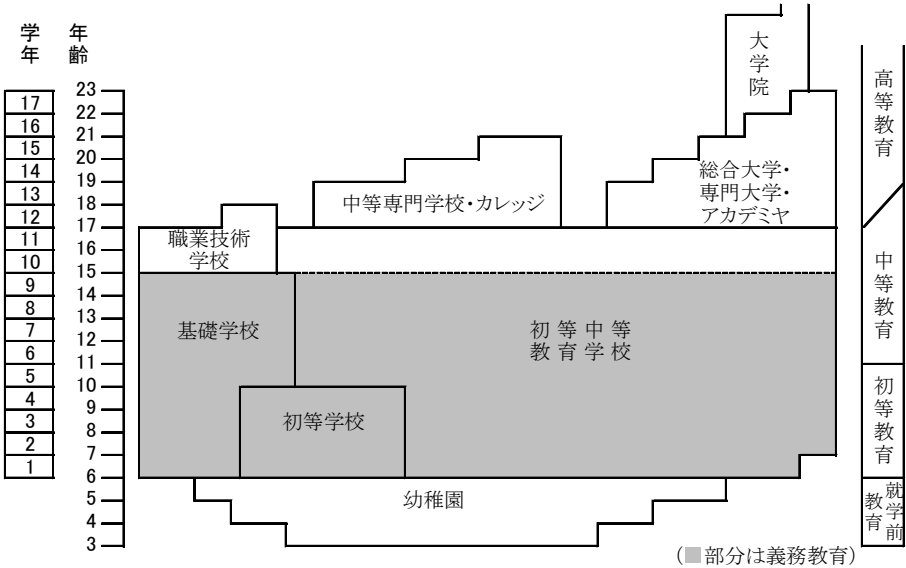 学年
年齢
17
16
15
14
13
12
11
10
9
8
7
6
5
4
3
2
1
23
22
21
20
19
18
17
16
15
14
13
12
11
10
9
8
7
6
5
4
3
大学院
総合大学・
専門大学・
アカデミヤ
中等専門学校・カレッジ
職業技術
学校
基礎学校
初等中等
教育学校
初等学校
幼稚園
高等教育
中等教育
初等教育
就学前
教育
(■部分は義務教育)